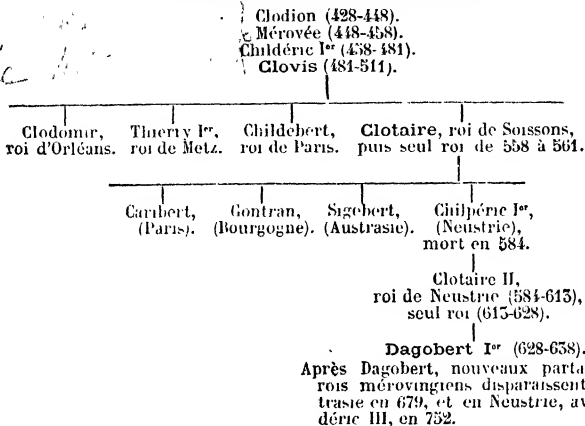 Clodion (428-448).
Mérovée (448-458).
Childéric Ier (458-481).
Clovis (481-511).
Clodomir, Thierry Ier, Childebert, Clotaire, roi de Soissons,
roi d'Orléans. roi de Metz. roi de Paris. puis seul roi de 558 à 561.
Caribert, Gontran, Sigebert, Chilpéric Ier,
(Paris). (Bourgogne). (Austrasie). (Neustrie),
mort en 584.
Clotaire II,
roi de Neustrie (584-613),
seul roi (613-628).
Dagobert Ier (628-638).
Après Dagobert, nouveaux parta
rois mérovingiens disparaissent
trasie en 679, et en Neustrie, av
déric III, en 752.